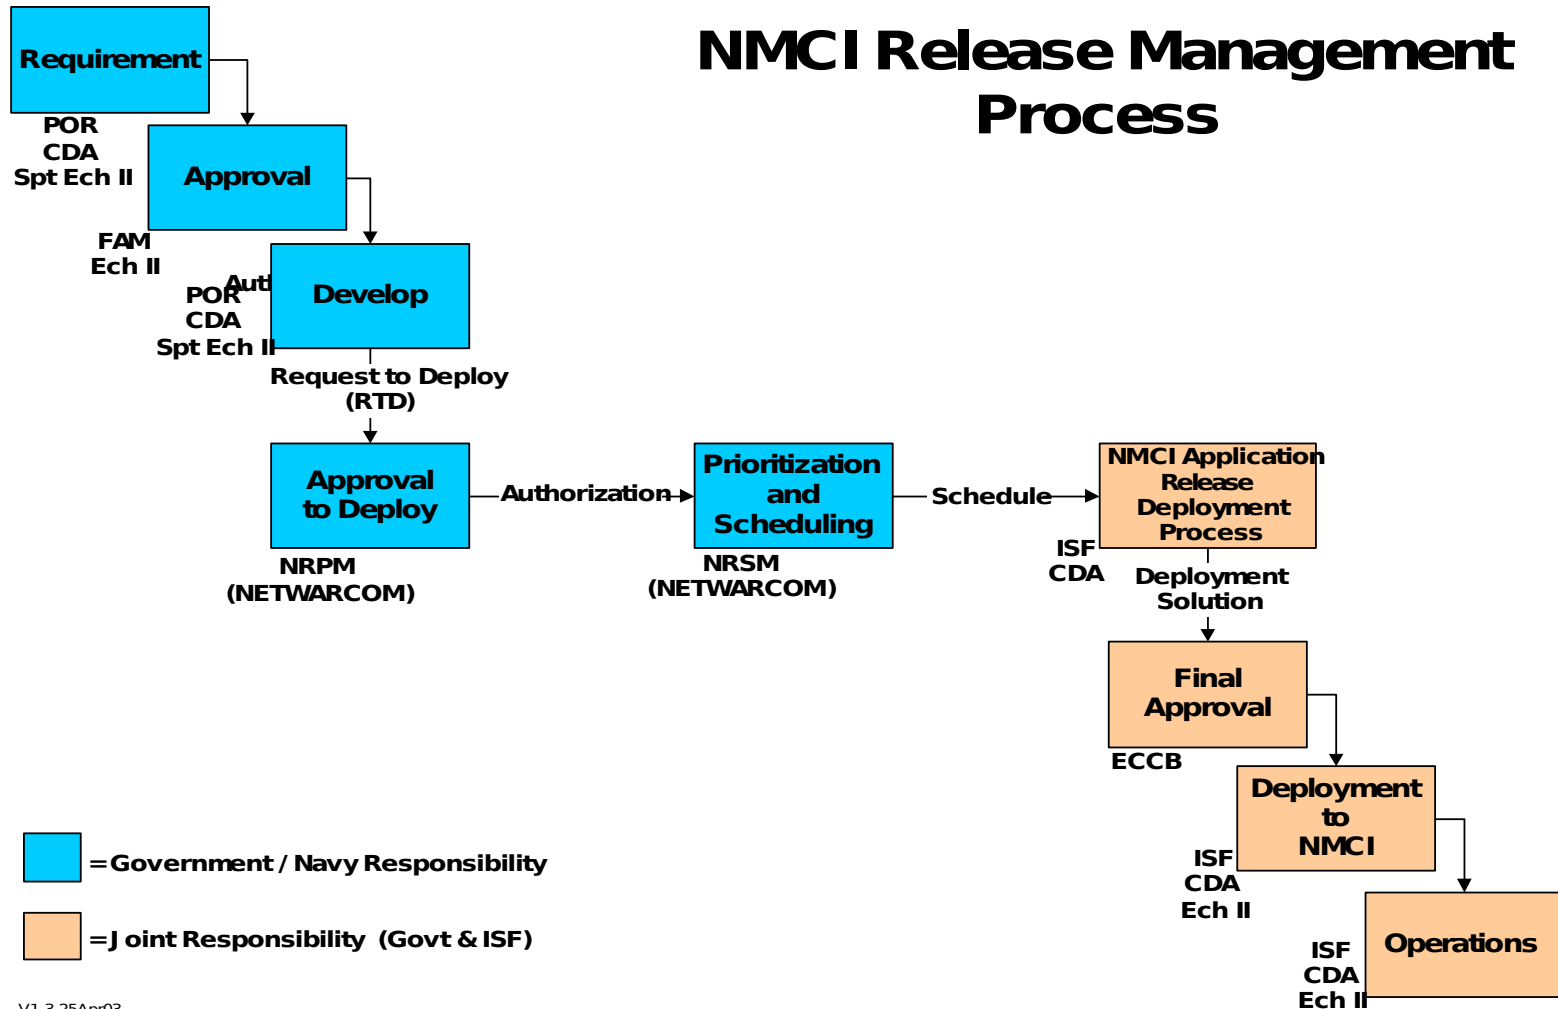 NMCI Release Management
Process
Requirement
POR
CDA
Spt Ech II
Approval
FAM
Ech II
Develop
POR
CDA
Spt Ech II
Request to Deploy
(RTD)
Approval
to Deploy
NRPM
(NETWARCOM)
Authorization
Prioritization
and
Scheduling
NRSM
(NETWARCOM)
Schedule
NMCI Application
Release
Deployment
Process
ISF
CDA
Deployment
Solution
Final
Approval
ECCB
Deployment
to
NMCI
ISF
CDA
Ech II
Operations
ISF
CDA
Ech II
= Government / Navy Responsibility
= Joint Responsibility (Govt & ISF)
V1.3 25Apr03